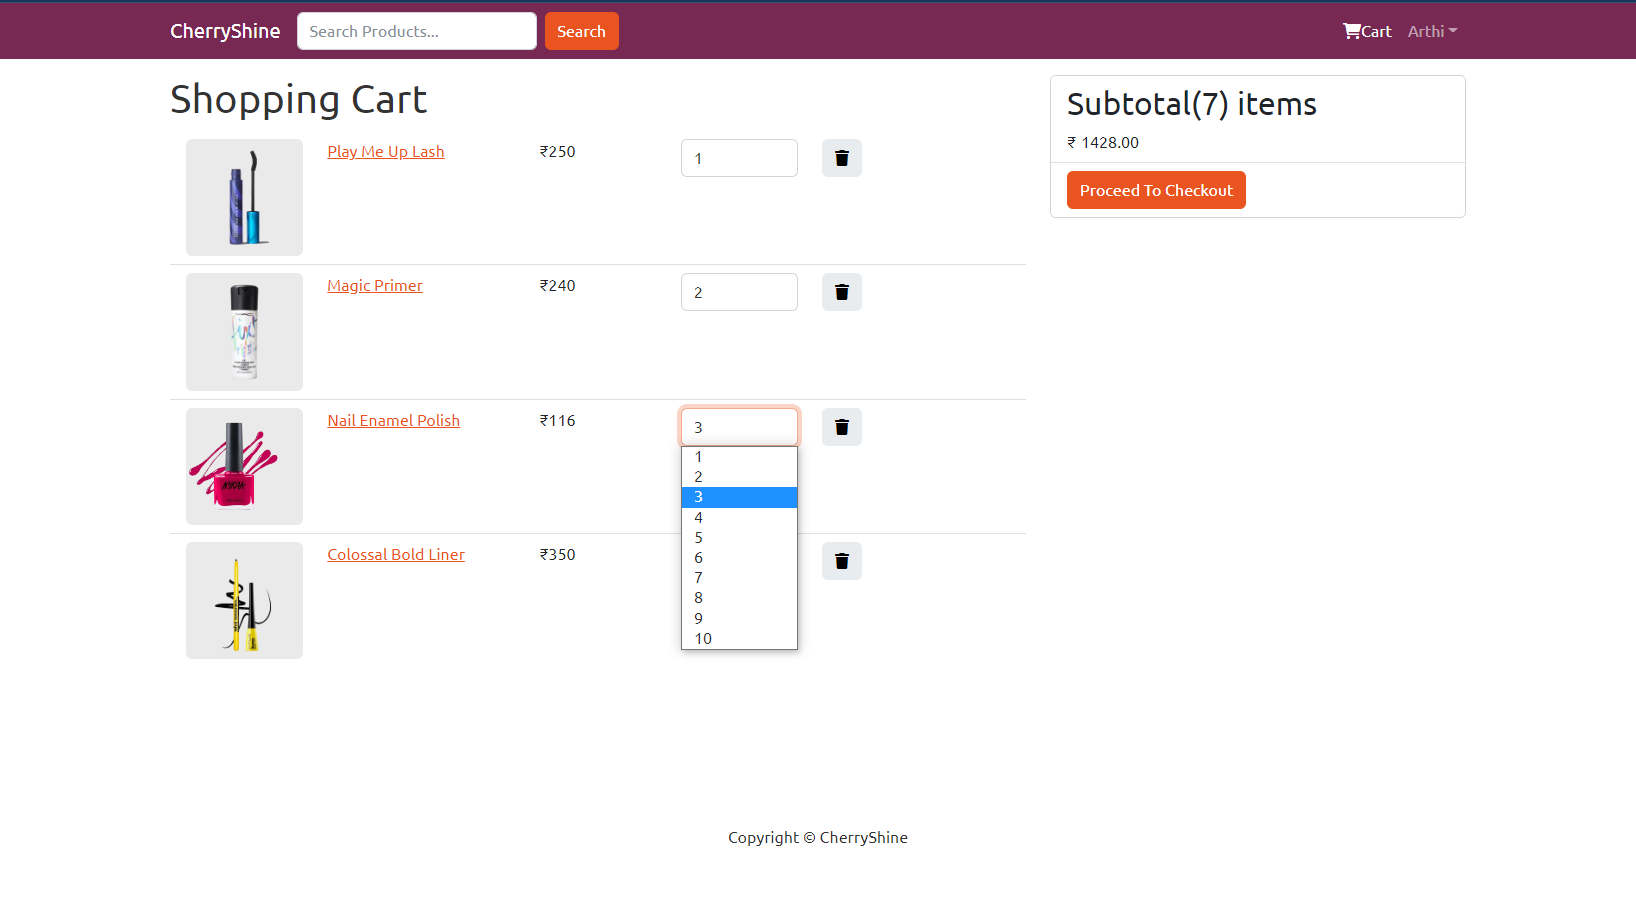 CherryShine Search Products... Search Cart Arthi
Shopping Cart
Play Me Up Lash ₹250 1
Magic Primer ₹240 2
Nail Enamel Polish ₹116 3
1
2
3
4
5
6
7
8
9
10
Colossal Bold Liner ₹350
Subtotal(7) items
₹ 1428.00
Proceed To Checkout
Copyright © CherryShine